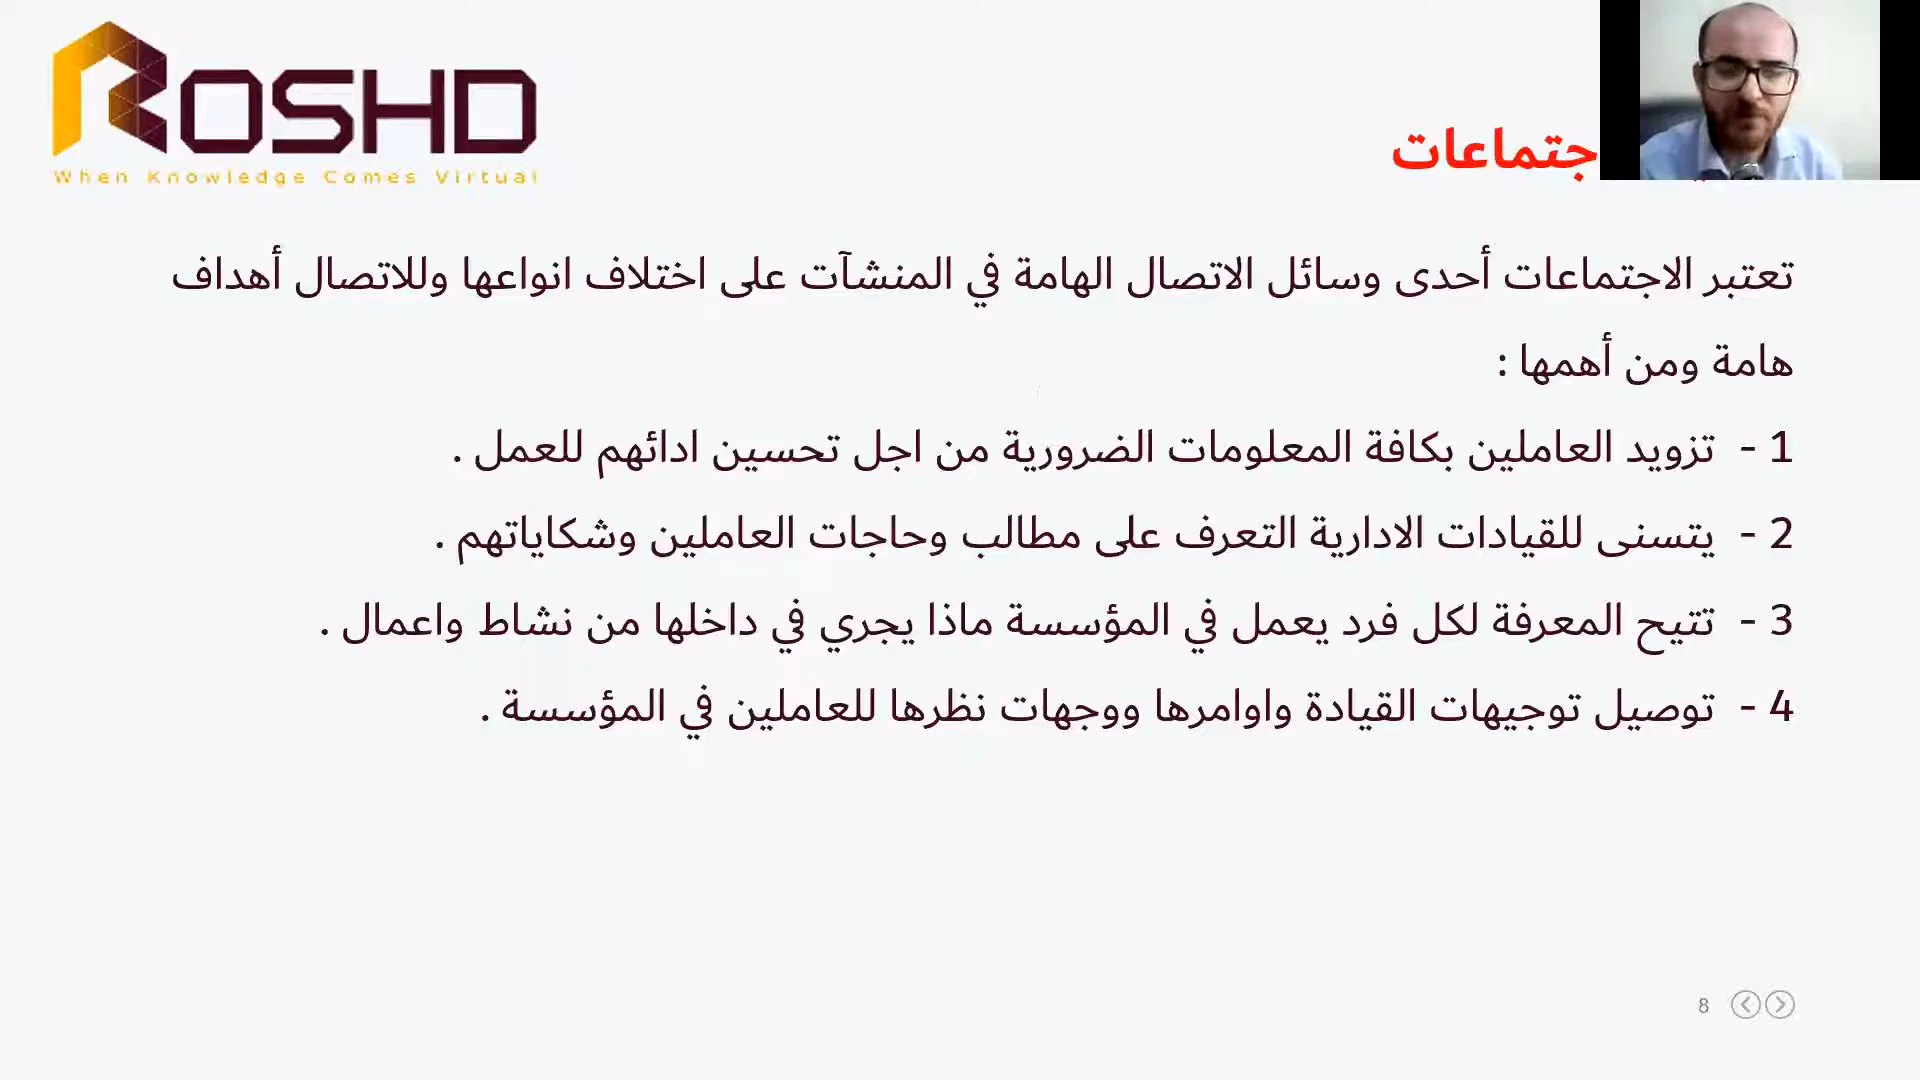 ROSHD
When Knowledge Comes Virtual
تعتبر الاجتماعات أحدى وسائل الاتصال الهامة في المنشآت على اختلاف انواعها وللاتصال أهداف
هامة ومن أهمها :
1 - تزويد العاملين بكافة المعلومات الضرورية من اجل تحسين ادائهم للعمل .
2 - يتسنى للقيادات الادارية التعرف على مطالب وحاجات العاملين وشكاياتهم .
3 - تتيح المعرفة لكل فرد يعمل في المؤسسة ماذا يجري في داخلها من نشاط واعمال .
4 - توصيل توجيهات القيادة واوامرها ووجهات نظرها للعاملين في المؤسسة .
8